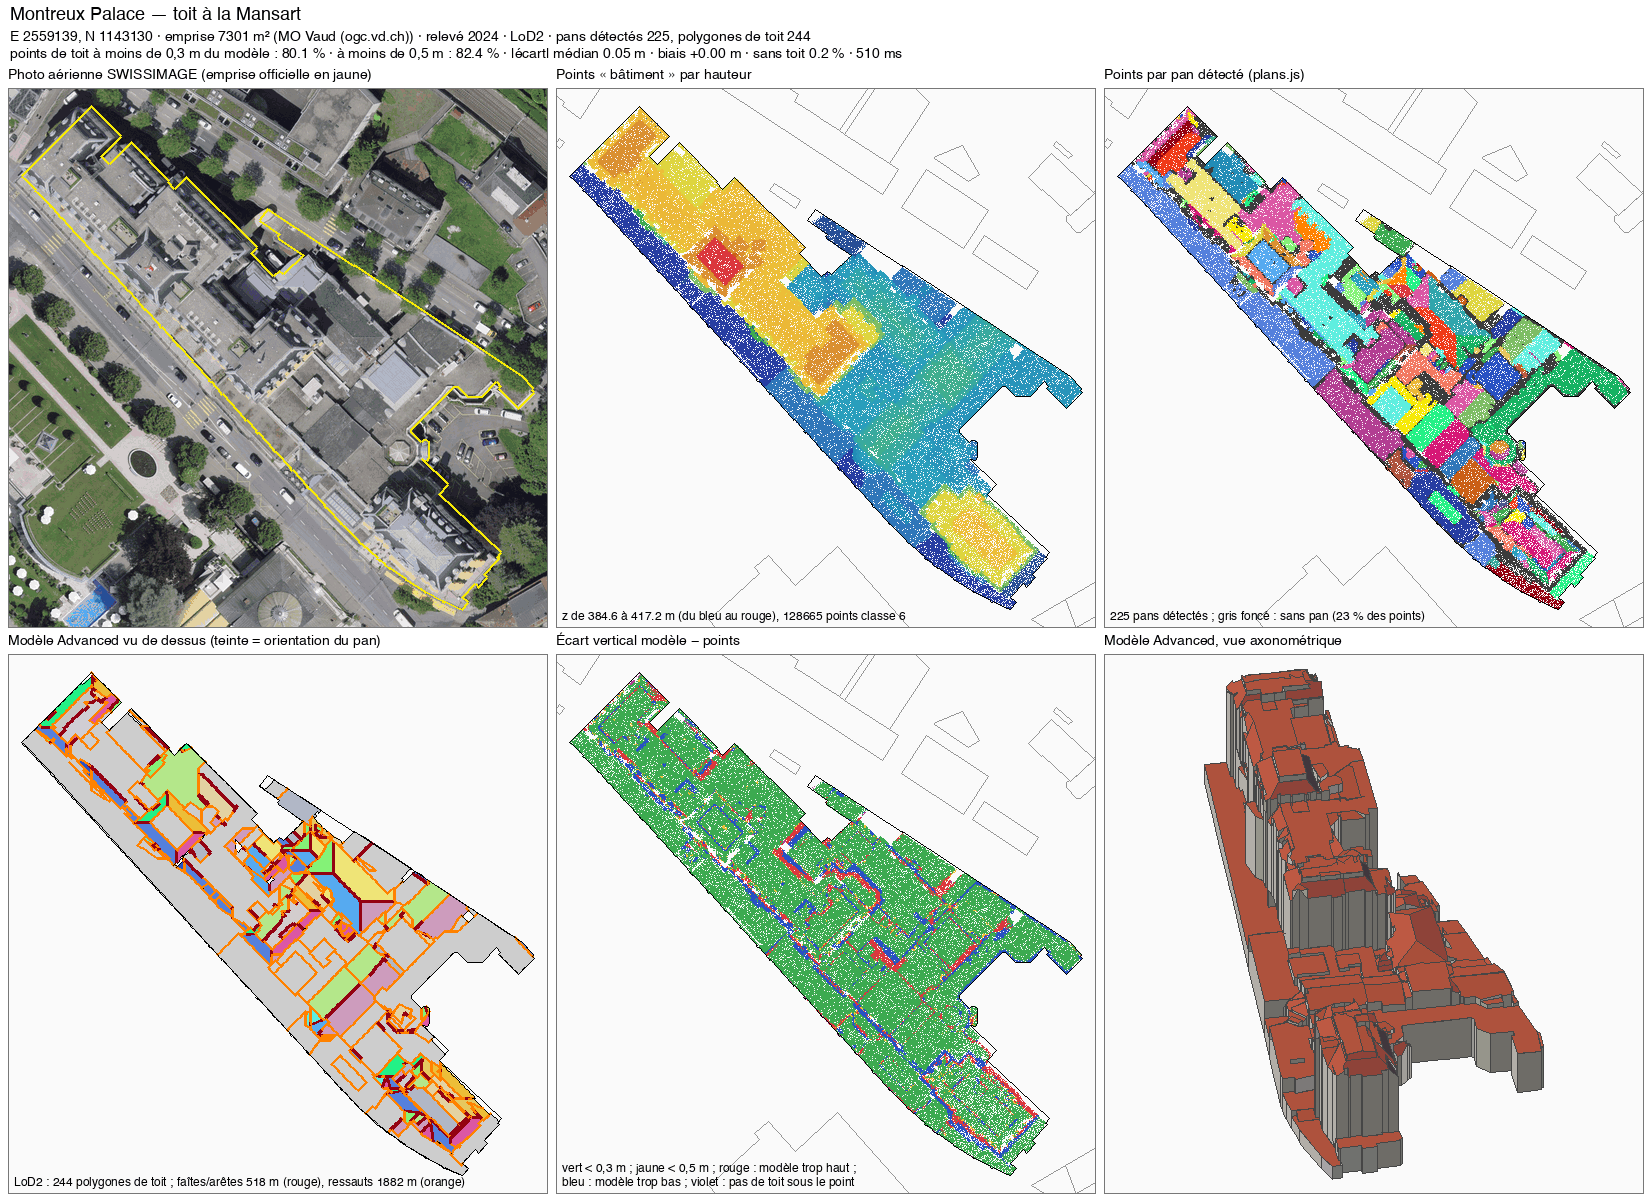 Montreux Palace — toit à la Mansart
E 2559139, N 1143130 · emprise 7301 m² (MO Vaud (ogc.vd.ch)) · relevé 2024 · LoD2 · pans détectés 225, polygones de toit 244
points de toit à moins de 0,3 m du modèle : 80.1 % · à moins de 0,5 m : 82.4 % · |écart| médian 0.05 m · biais +0.00 m · sans toit 0.2 % · 510 ms
Photo aérienne SWISSIMAGE (emprise officielle en jaune)
Points « bâtiment » par hauteur
z de 384.6 à 417.2 m (du bleu au rouge), 128665 points classe 6
Points par pan détecté (plans.js)
225 pans détectés ; gris foncé : sans pan (23 % des points)
Modèle Advanced vu de dessus (teinte = orientation du pan)
LoD2 : 244 polygones de toit ; faîtes/arêtes 518 m (rouge), ressauts 1882 m (orange)
Écart vertical modèle – points
vert < 0,3 m ; jaune < 0,5 m ; rouge : modèle trop haut ;
bleu : modèle trop bas ; violet : pas de toit sous le point
Modèle Advanced, vue axonométrique